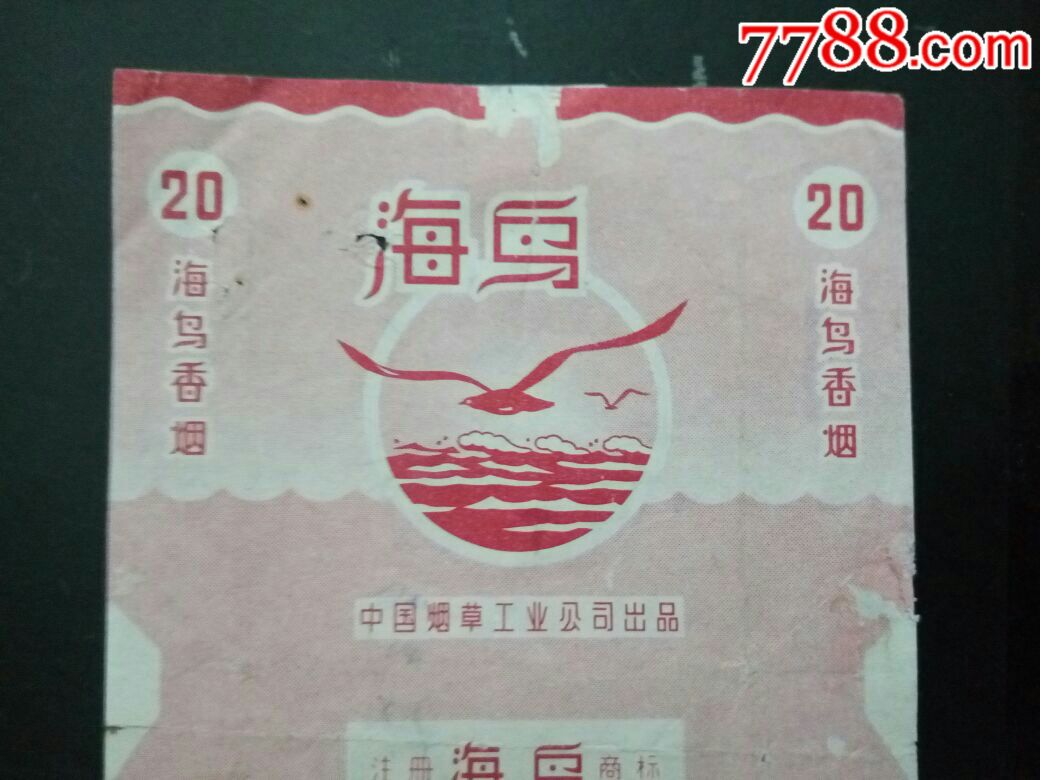 7788.com
20
20
海鸟
海鸟香烟
海鸟香烟
中国烟草工业公司出品
注册 海鸟 商标